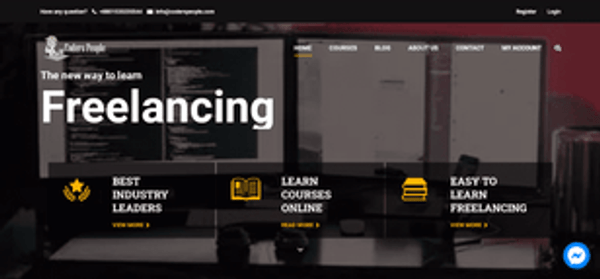 Have any question?
info@coderspeople.com
Register Login
Coders People
HOME COURSES BLOG ABOUT US CONTACT MY ACCOUNT
The new way to learn
Freelancing
BEST
INDUSTRY
LEADERS
VIEW MORE
LEARN
COURSES
ONLINE
READ MORE
EASY TO
LEARN
FREELANCING
VIEW MORE